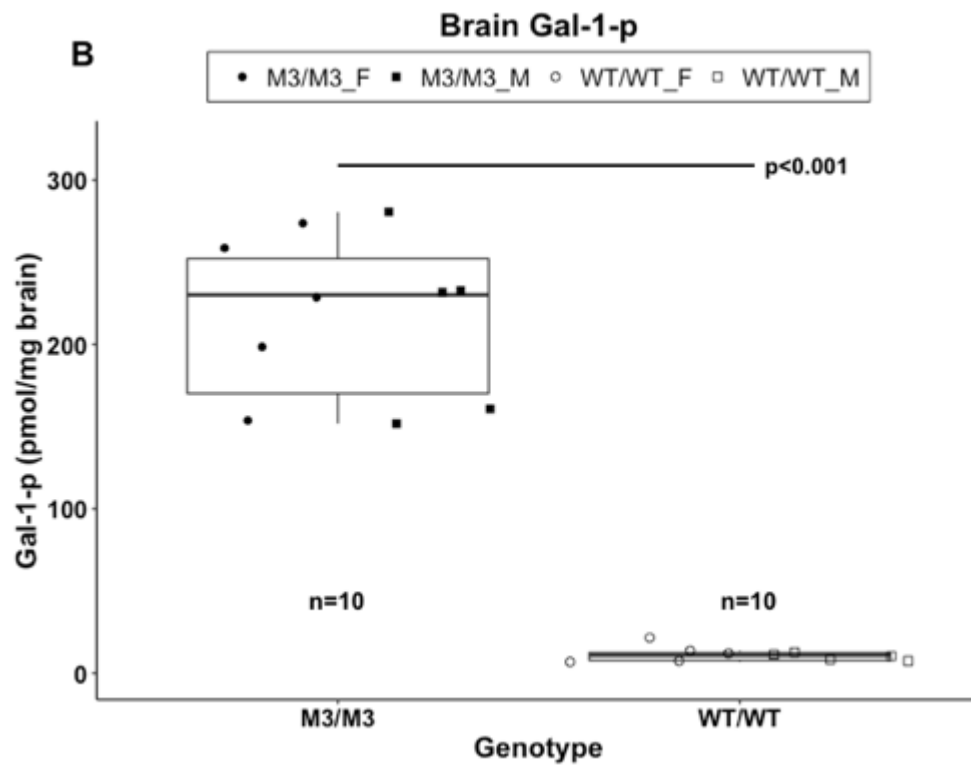 Brain Gal-1-p
B
M3/M3_F M3/M3_M WT/WT_F WT/WT_M
p<0.001
300
200
100
0
Gal-1-p (pmol/mg brain)
n=10 n=10
M3/M3 WT/WT
Genotype